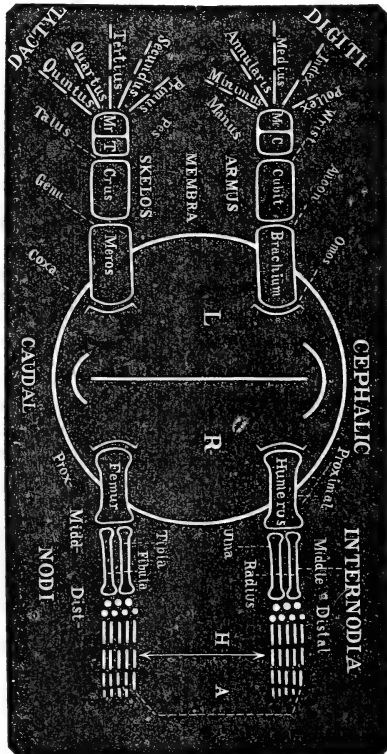 DIGITI
Pollex
Index
Medius
Annularis
Minimus
Manus
Wrist
Ancon
Omos
CEPHALIC
Proximal
INTERNODIA
Middle
Distal
Mc C
Cubit
Brachium
Humeros
Radius
Ulna
ARMUS
MEMBRA
SKELOS
L
R
H
A
DACTYL
Primus
Secundus
Tertius
Quartus
Quintus
Pes
Mt T
Crus
Meros
Femur
Tibia
Fibula
Talus
Genu
Coxa
CAUDAL
Prox-
Midd-
Dist-
NODI